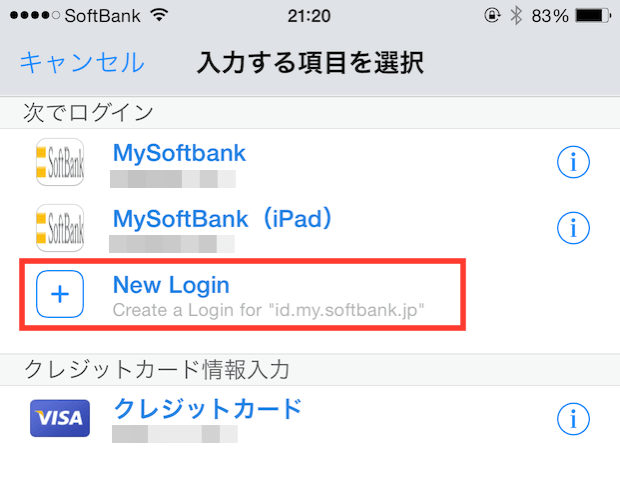 SoftBank 21:20 83%
キャンセル 入力する項目を選択
次でログイン
SoftBank MySoftbank
SoftBank MySoftBank（iPad）
New Login
Create a Login for "id.my.softbank.jp"
クレジットカード情報入力
VISA クレジットカード